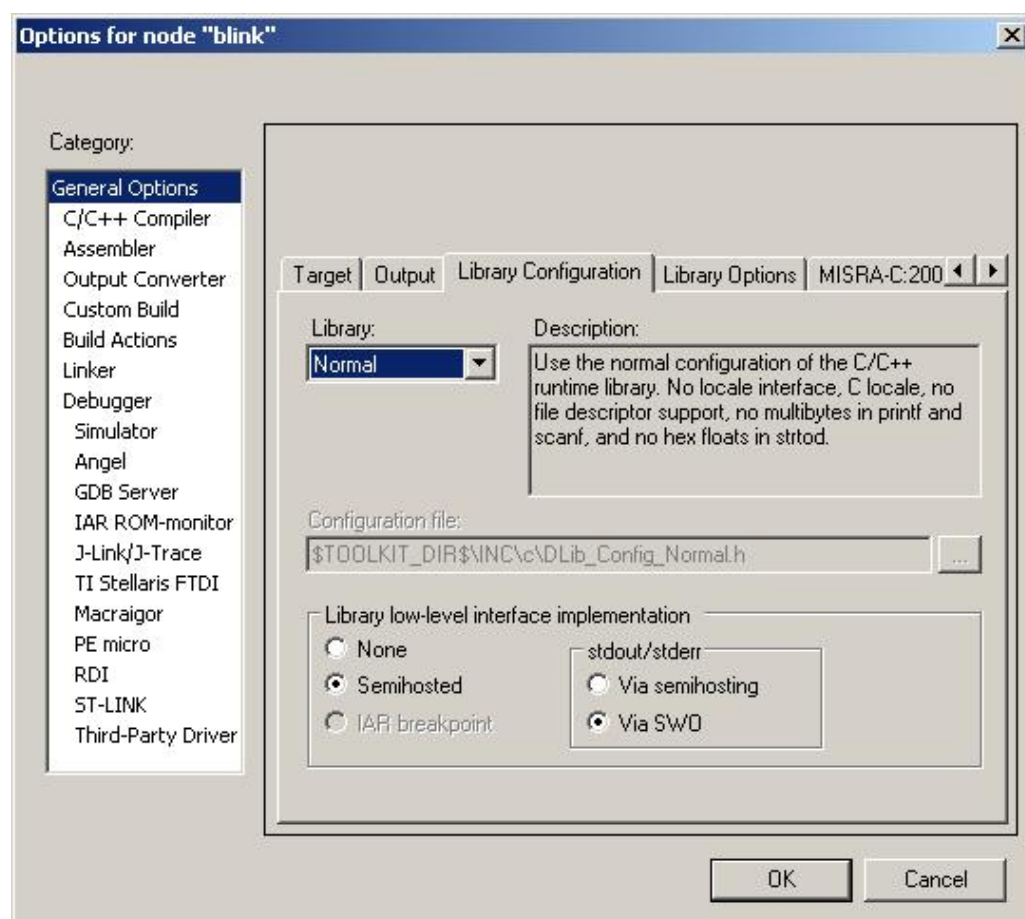 Options for node "blink"
Category:
General Options
C/C++ Compiler
Assembler
Output Converter
Custom Build
Build Actions
Linker
Debugger
Simulator
Angel
GDB Server
IAR ROM-monitor
J-Link/J-Trace
TI Stellaris FTDI
Macraigor
PE micro
RDI
ST-LINK
Third-Party Driver
Target
Output
Library Configuration
Library Options
MISRA-C:200
Library:
Normal
Description:
Use the normal configuration of the C/C++
runtime library. No locale interface, C locale, no
file descriptor support, no multibytes in printf and
scanf, and no hex floats in strtod.
Configuration file:
$TOOLKIT_DIR$\INC\c\DLib_Config_Normal.h
...
Library low-level interface implementation
None
Semihosted
IAR breakpoint
stdout/stderr
Via semihosting
Via SWO
OK
Cancel